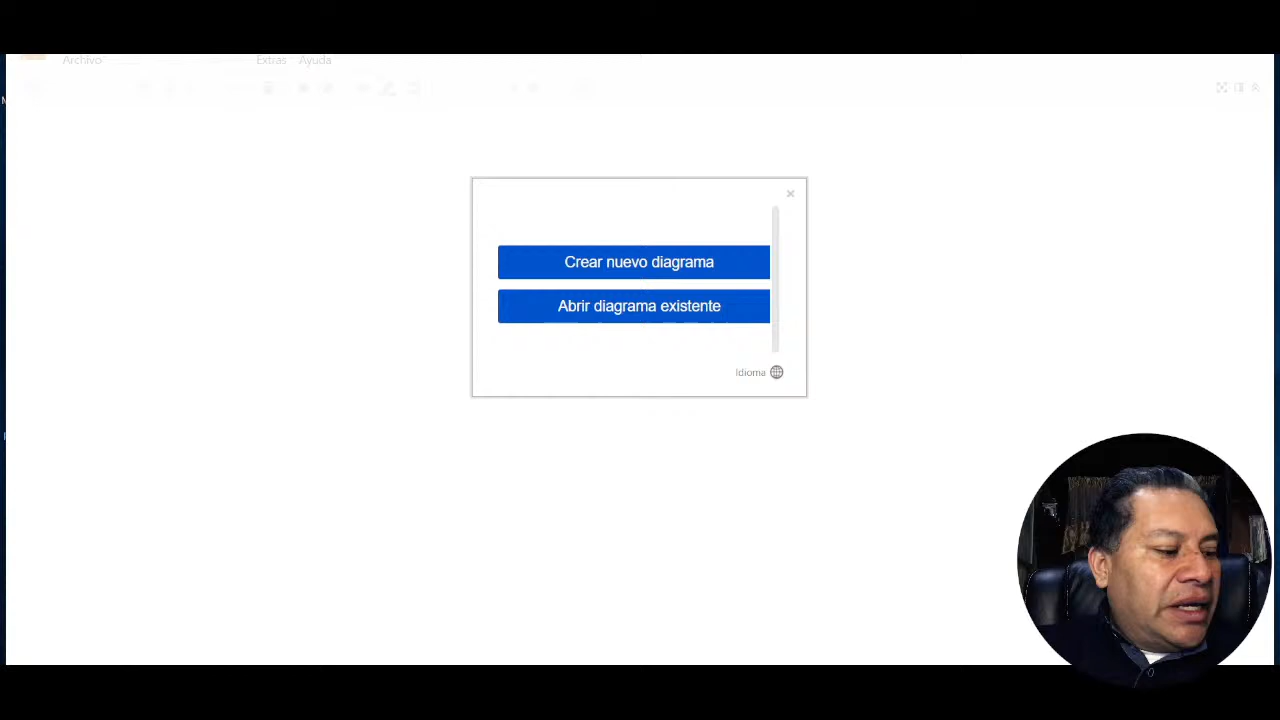 Archivo
Extras
Ayuda
Crear nuevo diagrama
Abrir diagrama existente
Idioma